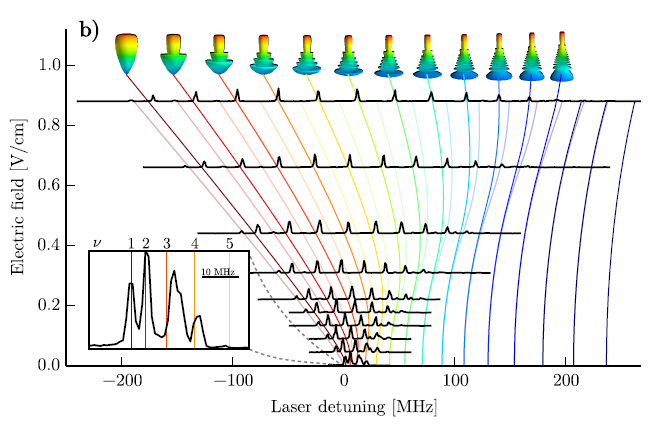 b)
Electric field [V/cm]
1.0
0.8
0.6
0.4
0.2
0.0
ν 1 2 3 4 5
10 MHz
−200 −100 0 100 200
Laser detuning [MHz]